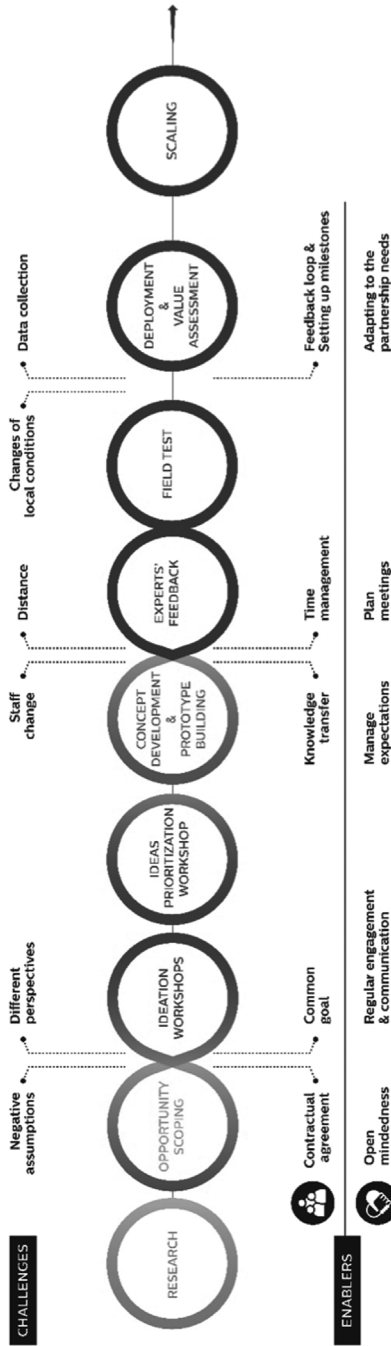 CHALLENGES
Negative
assumptions
Different
perspectives
Staff
change
Distance
Changes of
local conditions
Data collection
RESEARCH
OPPORTUNITY
SCOPING
IDEATION
WORKSHOPS
IDEAS
PRIORITIZATION
WORKSHOP
CONCEPT
DEVELOPMENT
&
PROTOTYPE
BUILDING
EXPERTS'
FEEDBACK
FIELD TEST
DEPLOYMENT
&
VALUE
ASSESSMENT
SCALING
Contractual
agreement
Common
goal
Knowledge
transfer
Time
management
Feedback loop &
Setting up milestones
ENABLERS
Open
mindedness
Regular engagement
& communication
Manage
expectations
Plan
meetings
Adapting to the
partnership needs